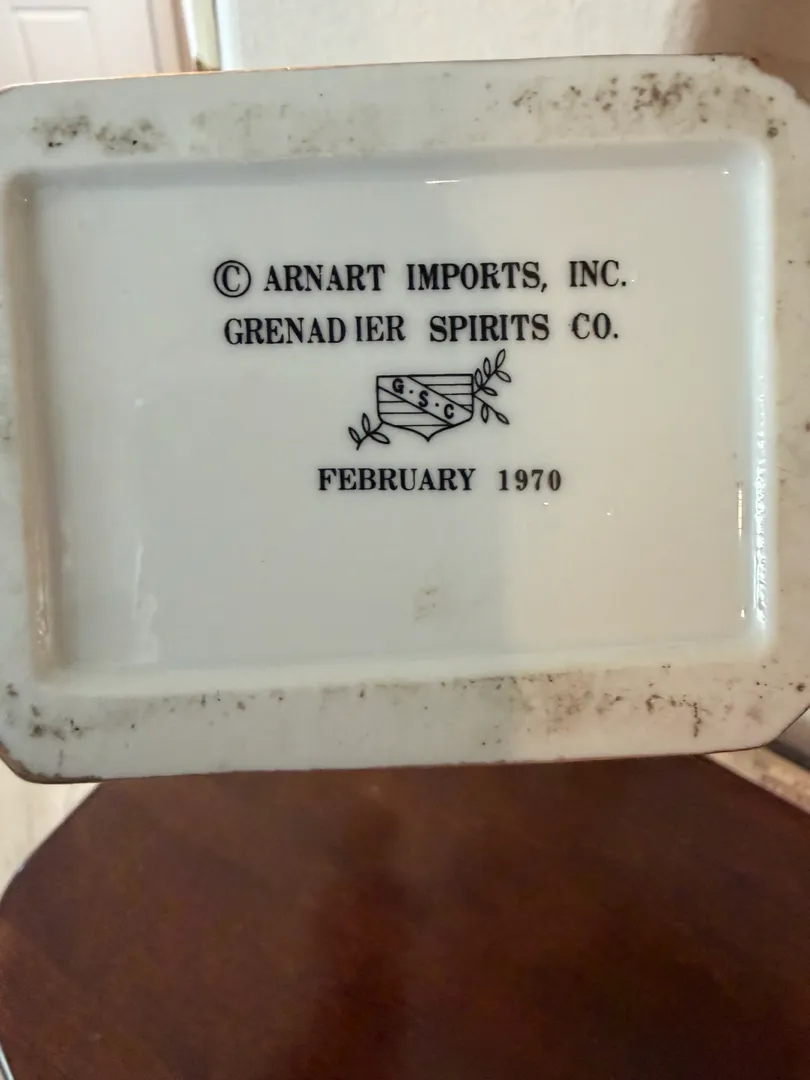 © ARNART IMPORTS, INC.
GRENADIER SPIRITS CO.
G·S·C
FEBRUARY 1970